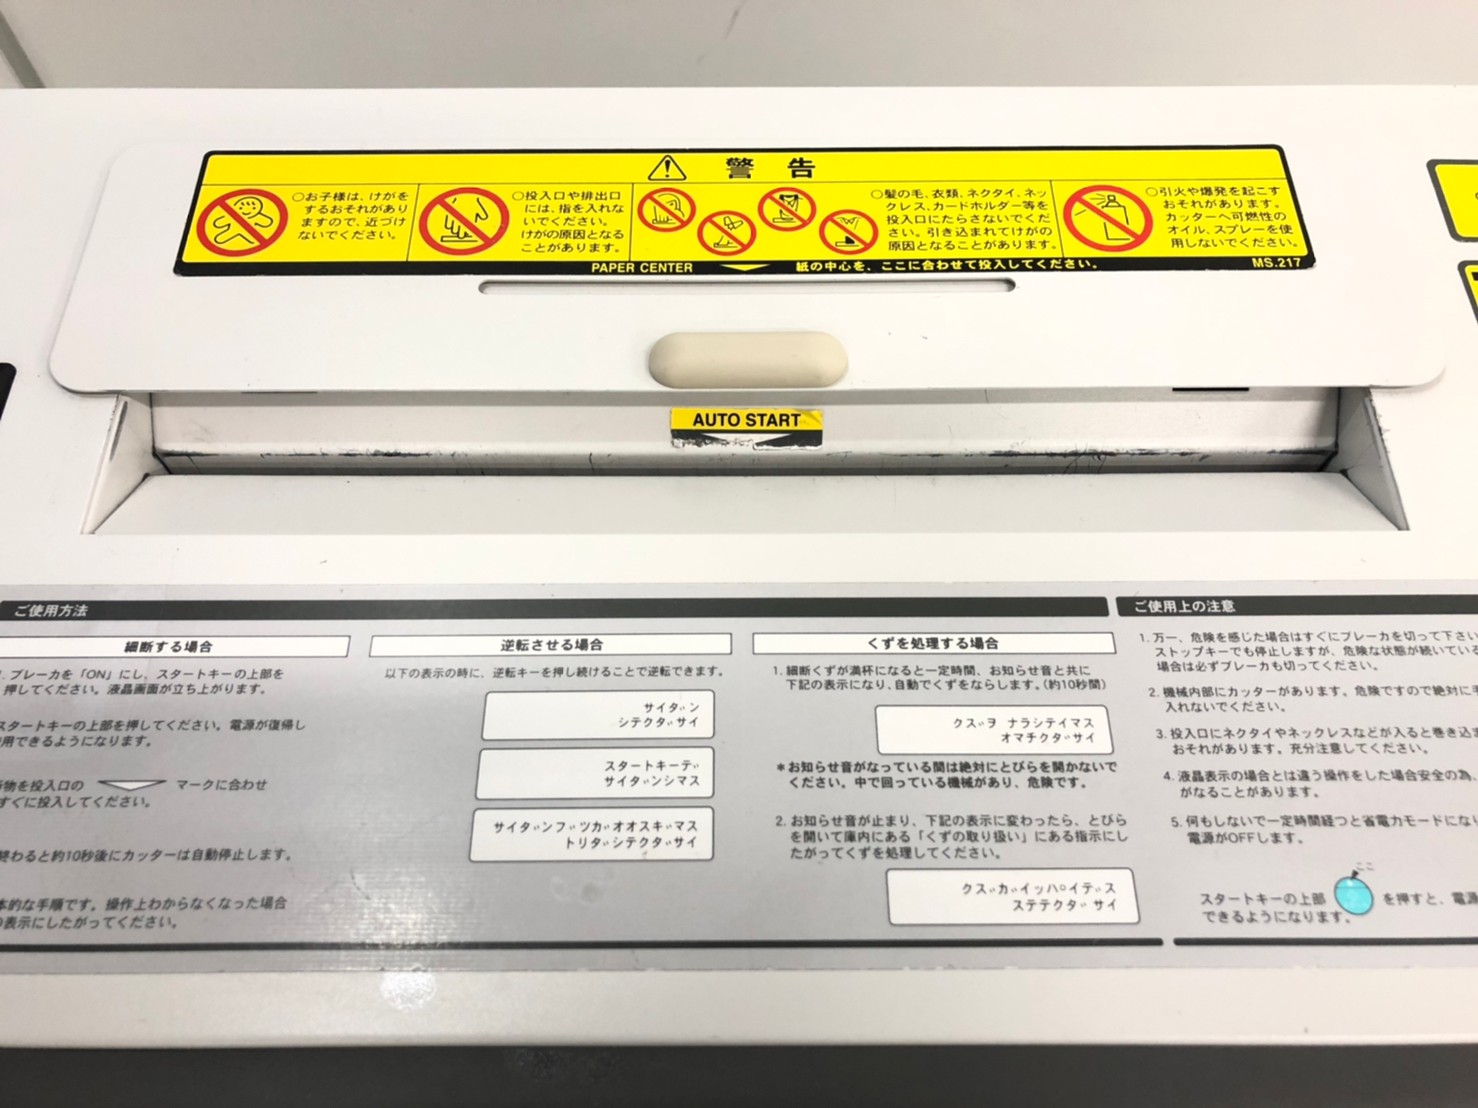 警告
○お子様は、けがを
するおそれがあり
ますので、近づけ
ないでください。
○投入口や排出口
には、指を入れな
いでください。
けがの原因となる
ことがあります。
○髪の毛、衣類、ネクタイ、ネッ
クレス、カードホルダー等を
投入口にたらさないでくだ
さい。引き込まれてけがの
原因となることがあります。
○引火や爆発を起こす
おそれがあります。
カッターへ可燃性の
オイル、スプレーを使
用しないでください。
PAPER CENTER 紙の中心を、ここに合わせて投入してください。 MS.217
AUTO START
ご使用方法
細断する場合
1. ブレーカを「ON」にし、スタートキーの上部を
押してください。液晶画面が立ち上がります。
スタートキーの上部を押してください。電源が復帰し
用できるようになります。
物を投入口の マークに合わせ
すぐに投入してください。
終わると約10秒後にカッターは自動停止します。
本的な手順です。操作上わからなくなった場合
表示にしたがってください。
逆転させる場合
以下の表示の時に、逆転キーを押し続けることで逆転できます。
サイダン
シテクダサイ
スタートキーデ
サイダンシマス
サイダンブツガオオスギマス
トリダシテクダサイ
くずを処理する場合
1. 細断くずが満杯になると一定時間、お知らせ音と共に
下記の表示になり、自動でくずをならします。(約10秒間)
クズヲ ナラシテイマス
オマチクダサイ
＊お知らせ音がなっている間は絶対にとびらを開かないで
ください。中で回っている機械があり、危険です。
2. お知らせ音が止まり、下記の表示に変わったら、とびら
を開いて庫内にある「くずの取り扱い」にある指示にし
たがってくずを処理してください。
クズガイッパイデス
ステテクダサイ
ご使用上の注意
1. 万一、危険を感じた場合はすぐにブレーカを切って下さい
ストップキーでも停止しますが、危険な状態が続いている
場合は必ずブレーカも切ってください。
2. 機械内部にカッターがあります。危険ですので絶対に手
入れないでください。
3. 投入口にネクタイやネックレスなどが入ると巻き込ま
おそれがあります。充分注意してください。
4. 液晶表示の場合とは違う操作をした場合安全の為、
がなることがあります。
5. 何もしないで一定時間経つと省電力モードになり
電源がOFFします。
ここ
スタートキーの上部 を押すと、電源
できるようになります。